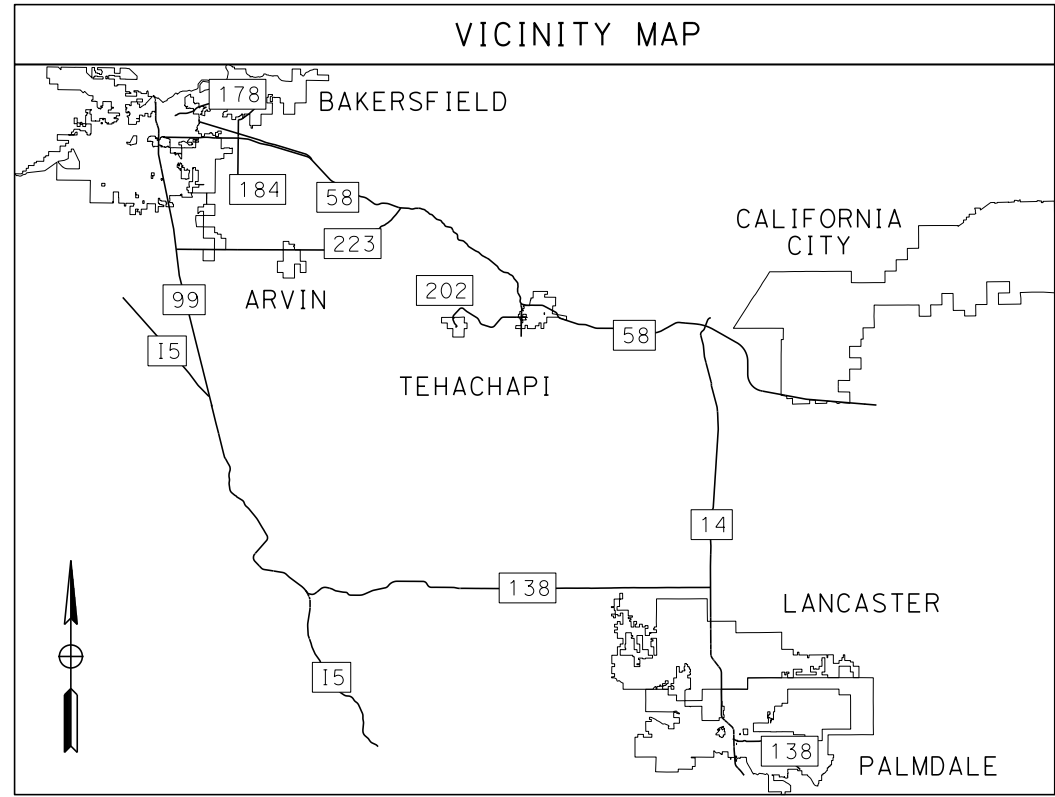 VICINITY MAP
178
BAKERSFIELD
184
58
CALIFORNIA
CITY
223
202
99
ARVIN
58
I5
TEHACHAPI
14
138
LANCASTER
I5
138
PALMDALE